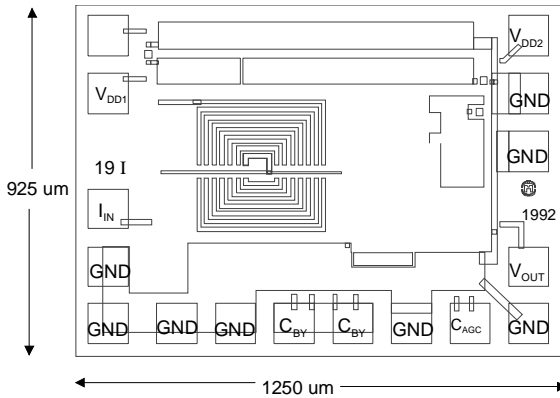 V_DD2
V_DD1
GND
GND
19 I
925 um
I_IN
1992
GND
V_OUT
GND
GND
GND
C_BY
C_BY
GND
C_AGC
GND
1250 um